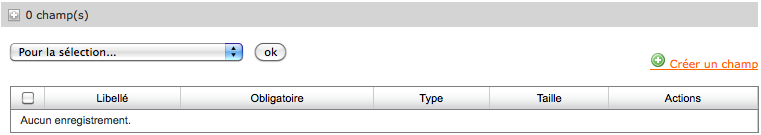 0 champ(s)
Pour la sélection... ok
Créer un champ
Libellé Obligatoire Type Taille Actions
Aucun enregistrement.